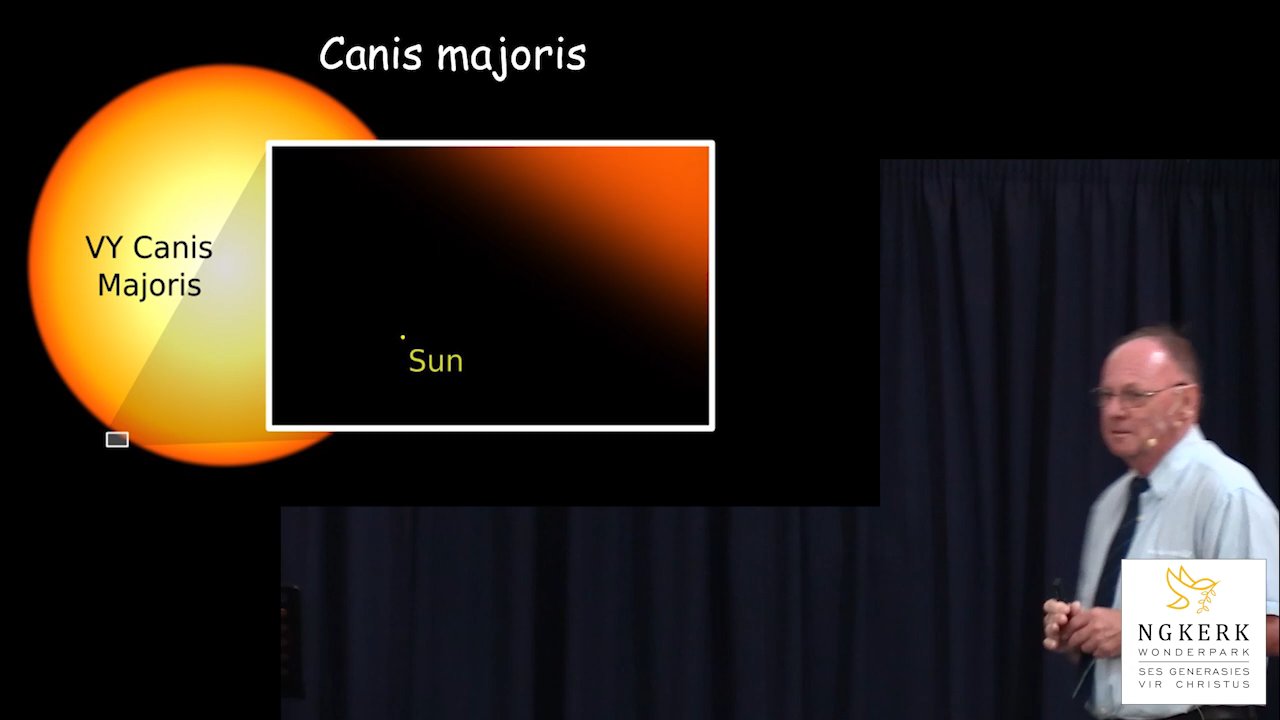 Canis majoris
VY Canis
Majoris
Sun
NGKERK
WONDERPARK
SES GENERASIES
VIR CHRISTUS